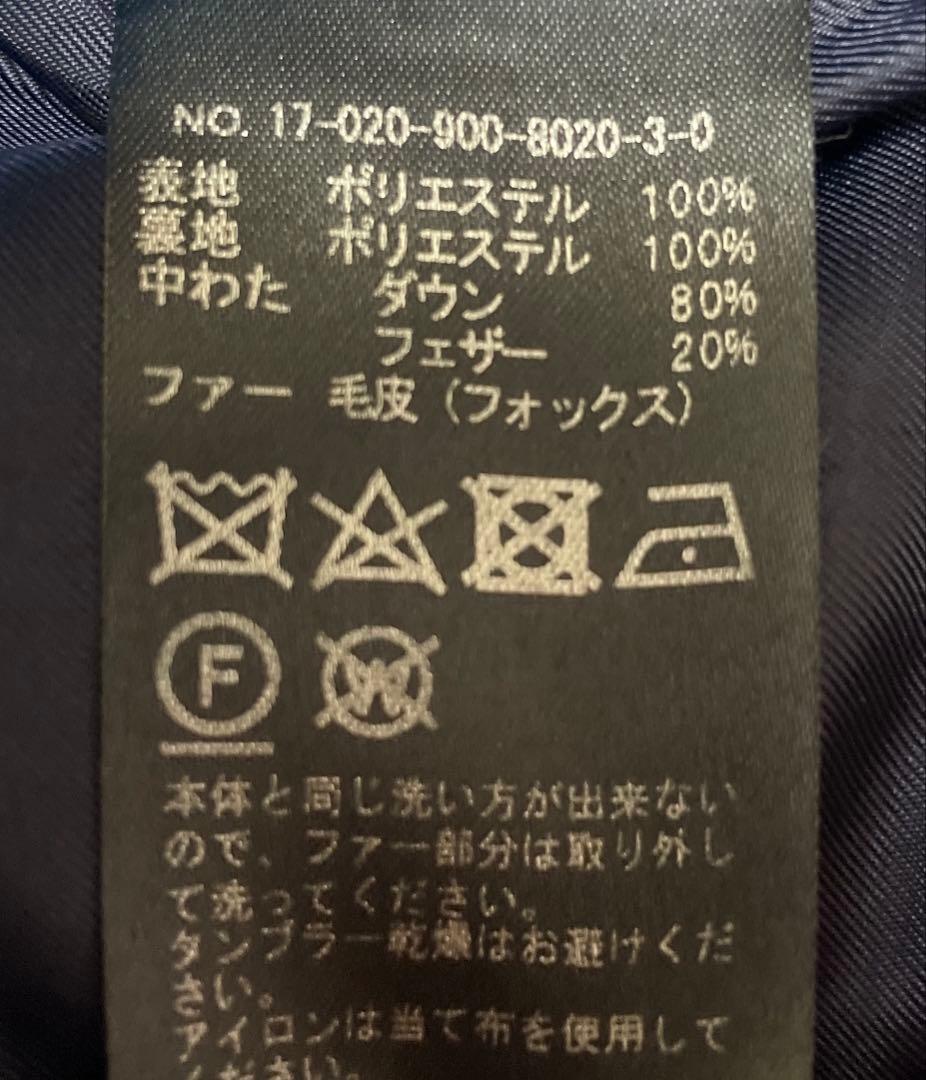 NO. 17-020-900-8020-3-0
表地 ポリエステル 100%
裏地 ポリエステル 100%
中わた ダウン 80%
フェザー 20%
ファー 毛皮（フォックス）
F W
本体と同じ洗い方が出来ない
ので、ファー部分は取り外し
て洗ってください。
タンブラー乾燥はお避けくだ
さい。
アイロンは当て布を使用して
ください。